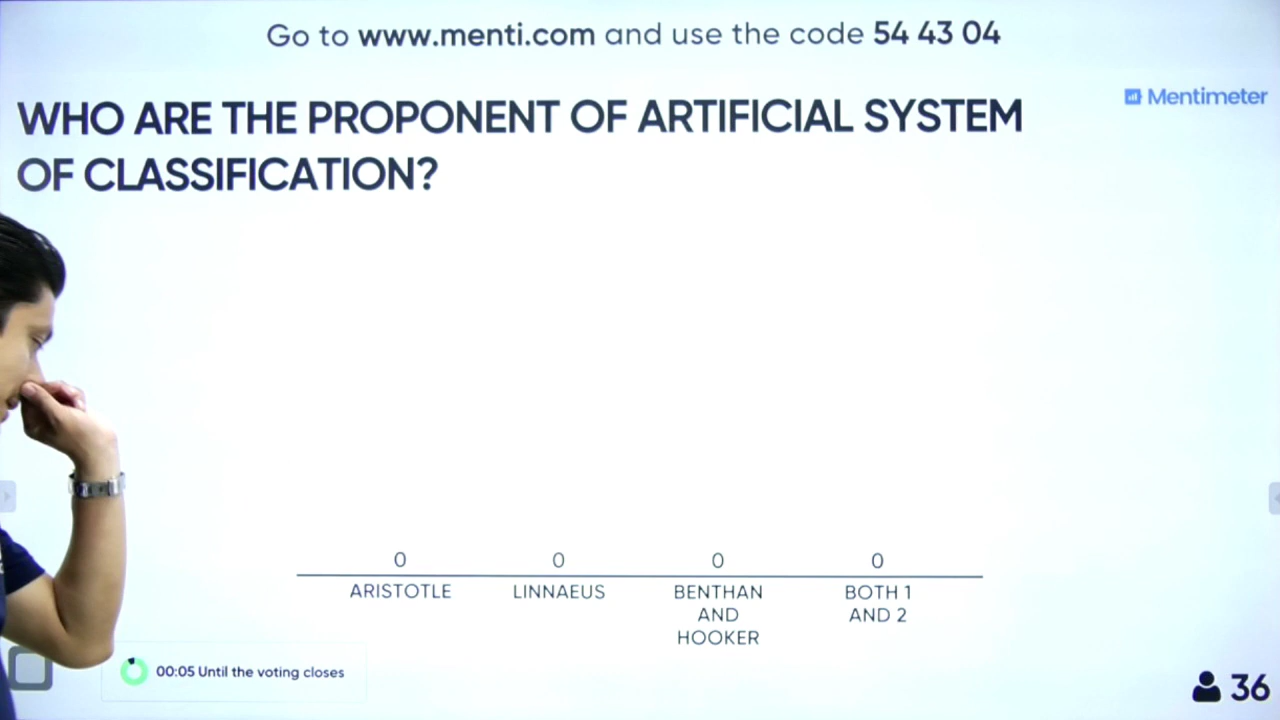 Go to www.menti.com and use the code 54 43 04
Mentimeter
WHO ARE THE PROPONENT OF ARTIFICIAL SYSTEM
OF CLASSIFICATION?
0 0 0 0
ARISTOTLE LINNAEUS BENTHAN BOTH 1
AND AND 2
HOOKER
00:05 Until the voting closes
36